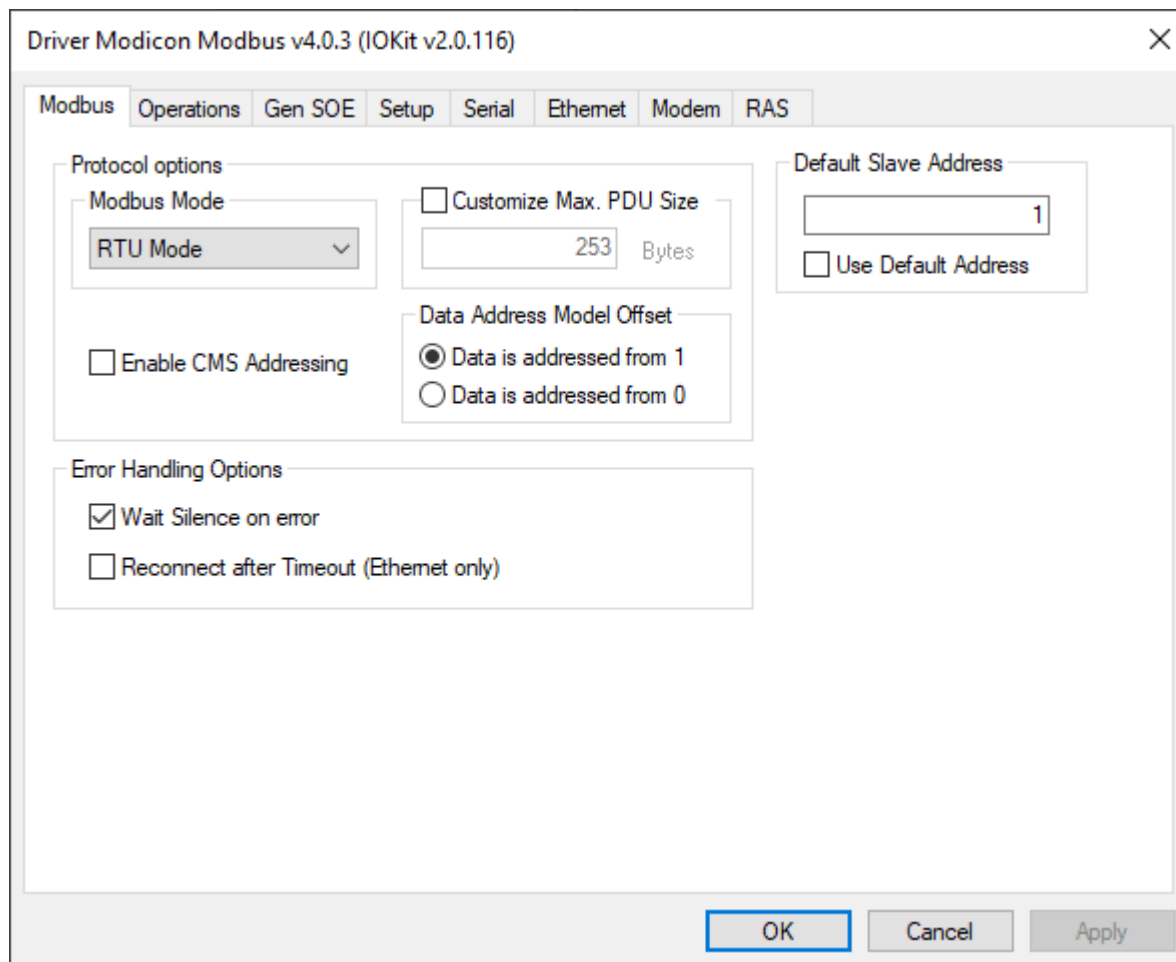 Driver Modicon Modbus v4.0.3 (IOKit v2.0.116)
Modbus Operations Gen SOE Setup Serial Ethernet Modem RAS
Protocol options
Modbus Mode
RTU Mode
Customize Max. PDU Size
253 Bytes
Enable CMS Addressing
Data Address Model Offset
Data is addressed from 1
Data is addressed from 0
Default Slave Address
1
Use Default Address
Error Handling Options
Wait Silence on error
Reconnect after Timeout (Ethernet only)
OK Cancel Apply